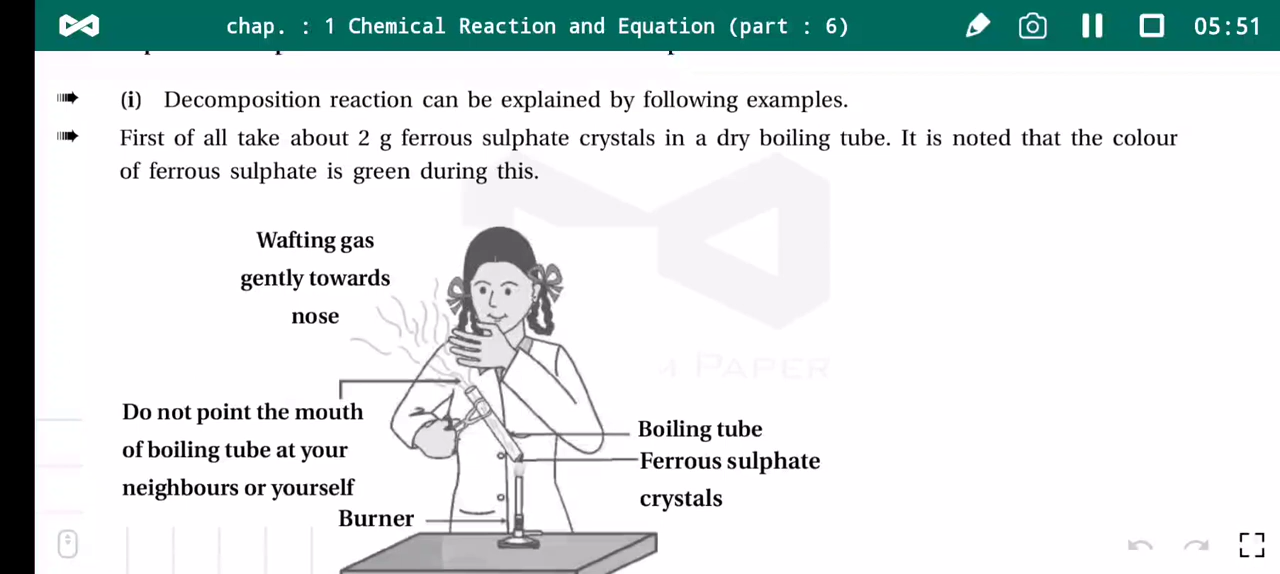 chap. : 1 Chemical Reaction and Equation (part : 6)
05:51
(i) Decomposition reaction can be explained by following examples.
First of all take about 2 g ferrous sulphate crystals in a dry boiling tube. It is noted that the colour
of ferrous sulphate is green during this.
Wafting gas
gently towards
nose
Do not point the mouth
of boiling tube at your
neighbours or yourself
Boiling tube
Ferrous sulphate
crystals
Burner
PAPER